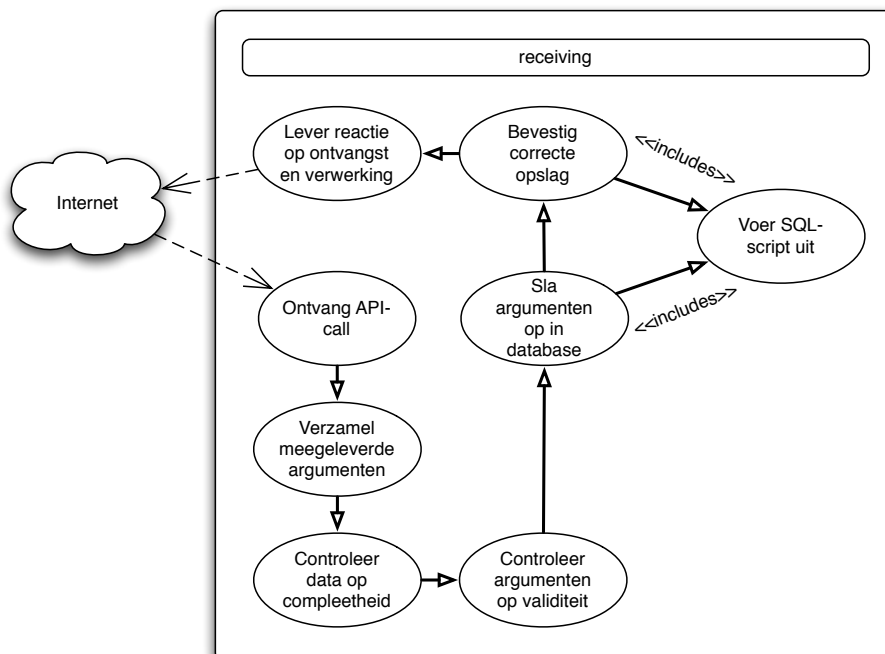 receiving
Lever reactie
op ontvangst
en verwerking
Bevestig
correcte
opslag
<<includes>>
Internet
Voer SQL-
script uit
Ontvang API-
call
Sla
argumenten
op in
database
<<includes>>
Verzamel
meegeleverde
argumenten
Controleer
data op
compleetheid
Controleer
argumenten
op validiteit